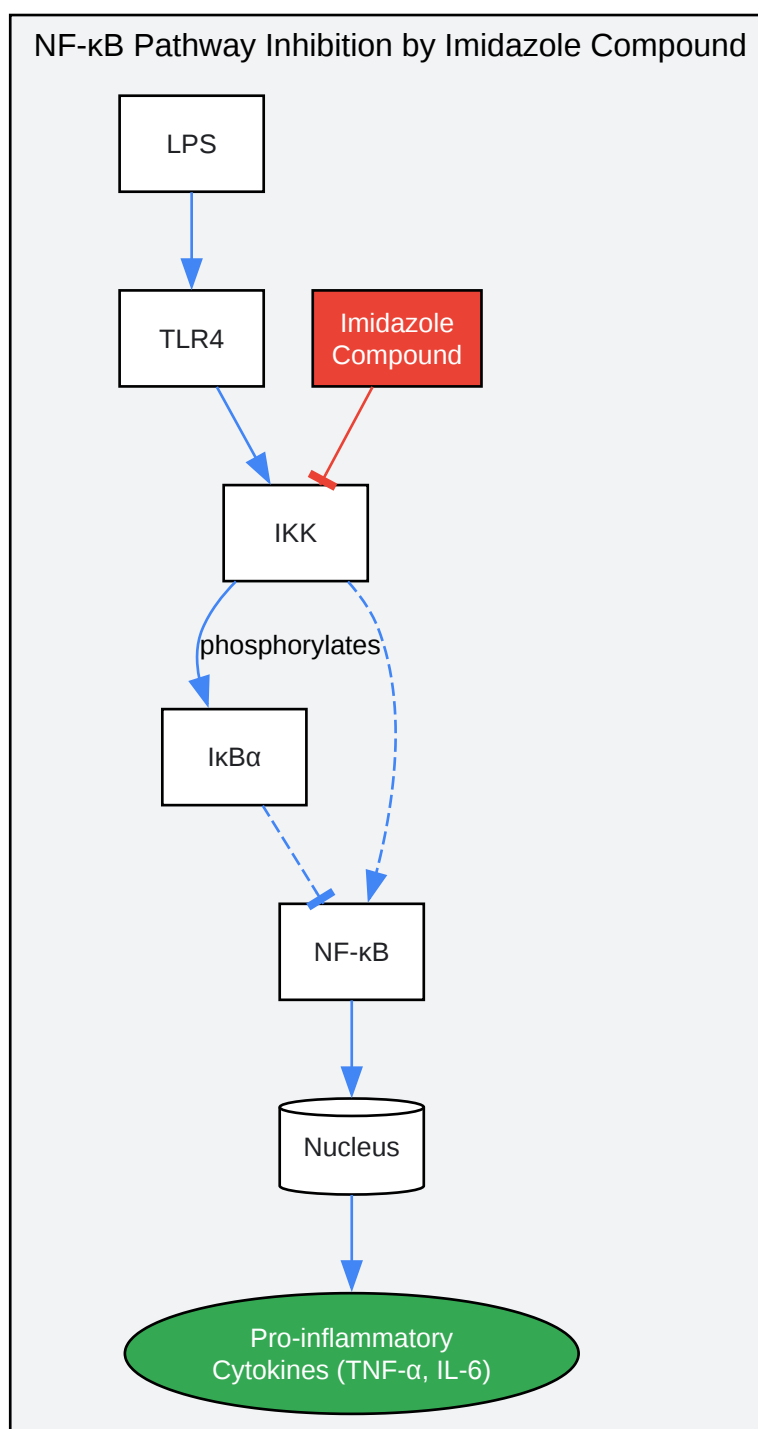 NF-κB Pathway Inhibition by Imidazole Compound
LPS
TLR4
Imidazole
Compound
IKK
phosphorylates
IκBα
NF-κB
Nucleus
Pro-inflammatory
Cytokines (TNF-α, IL-6)